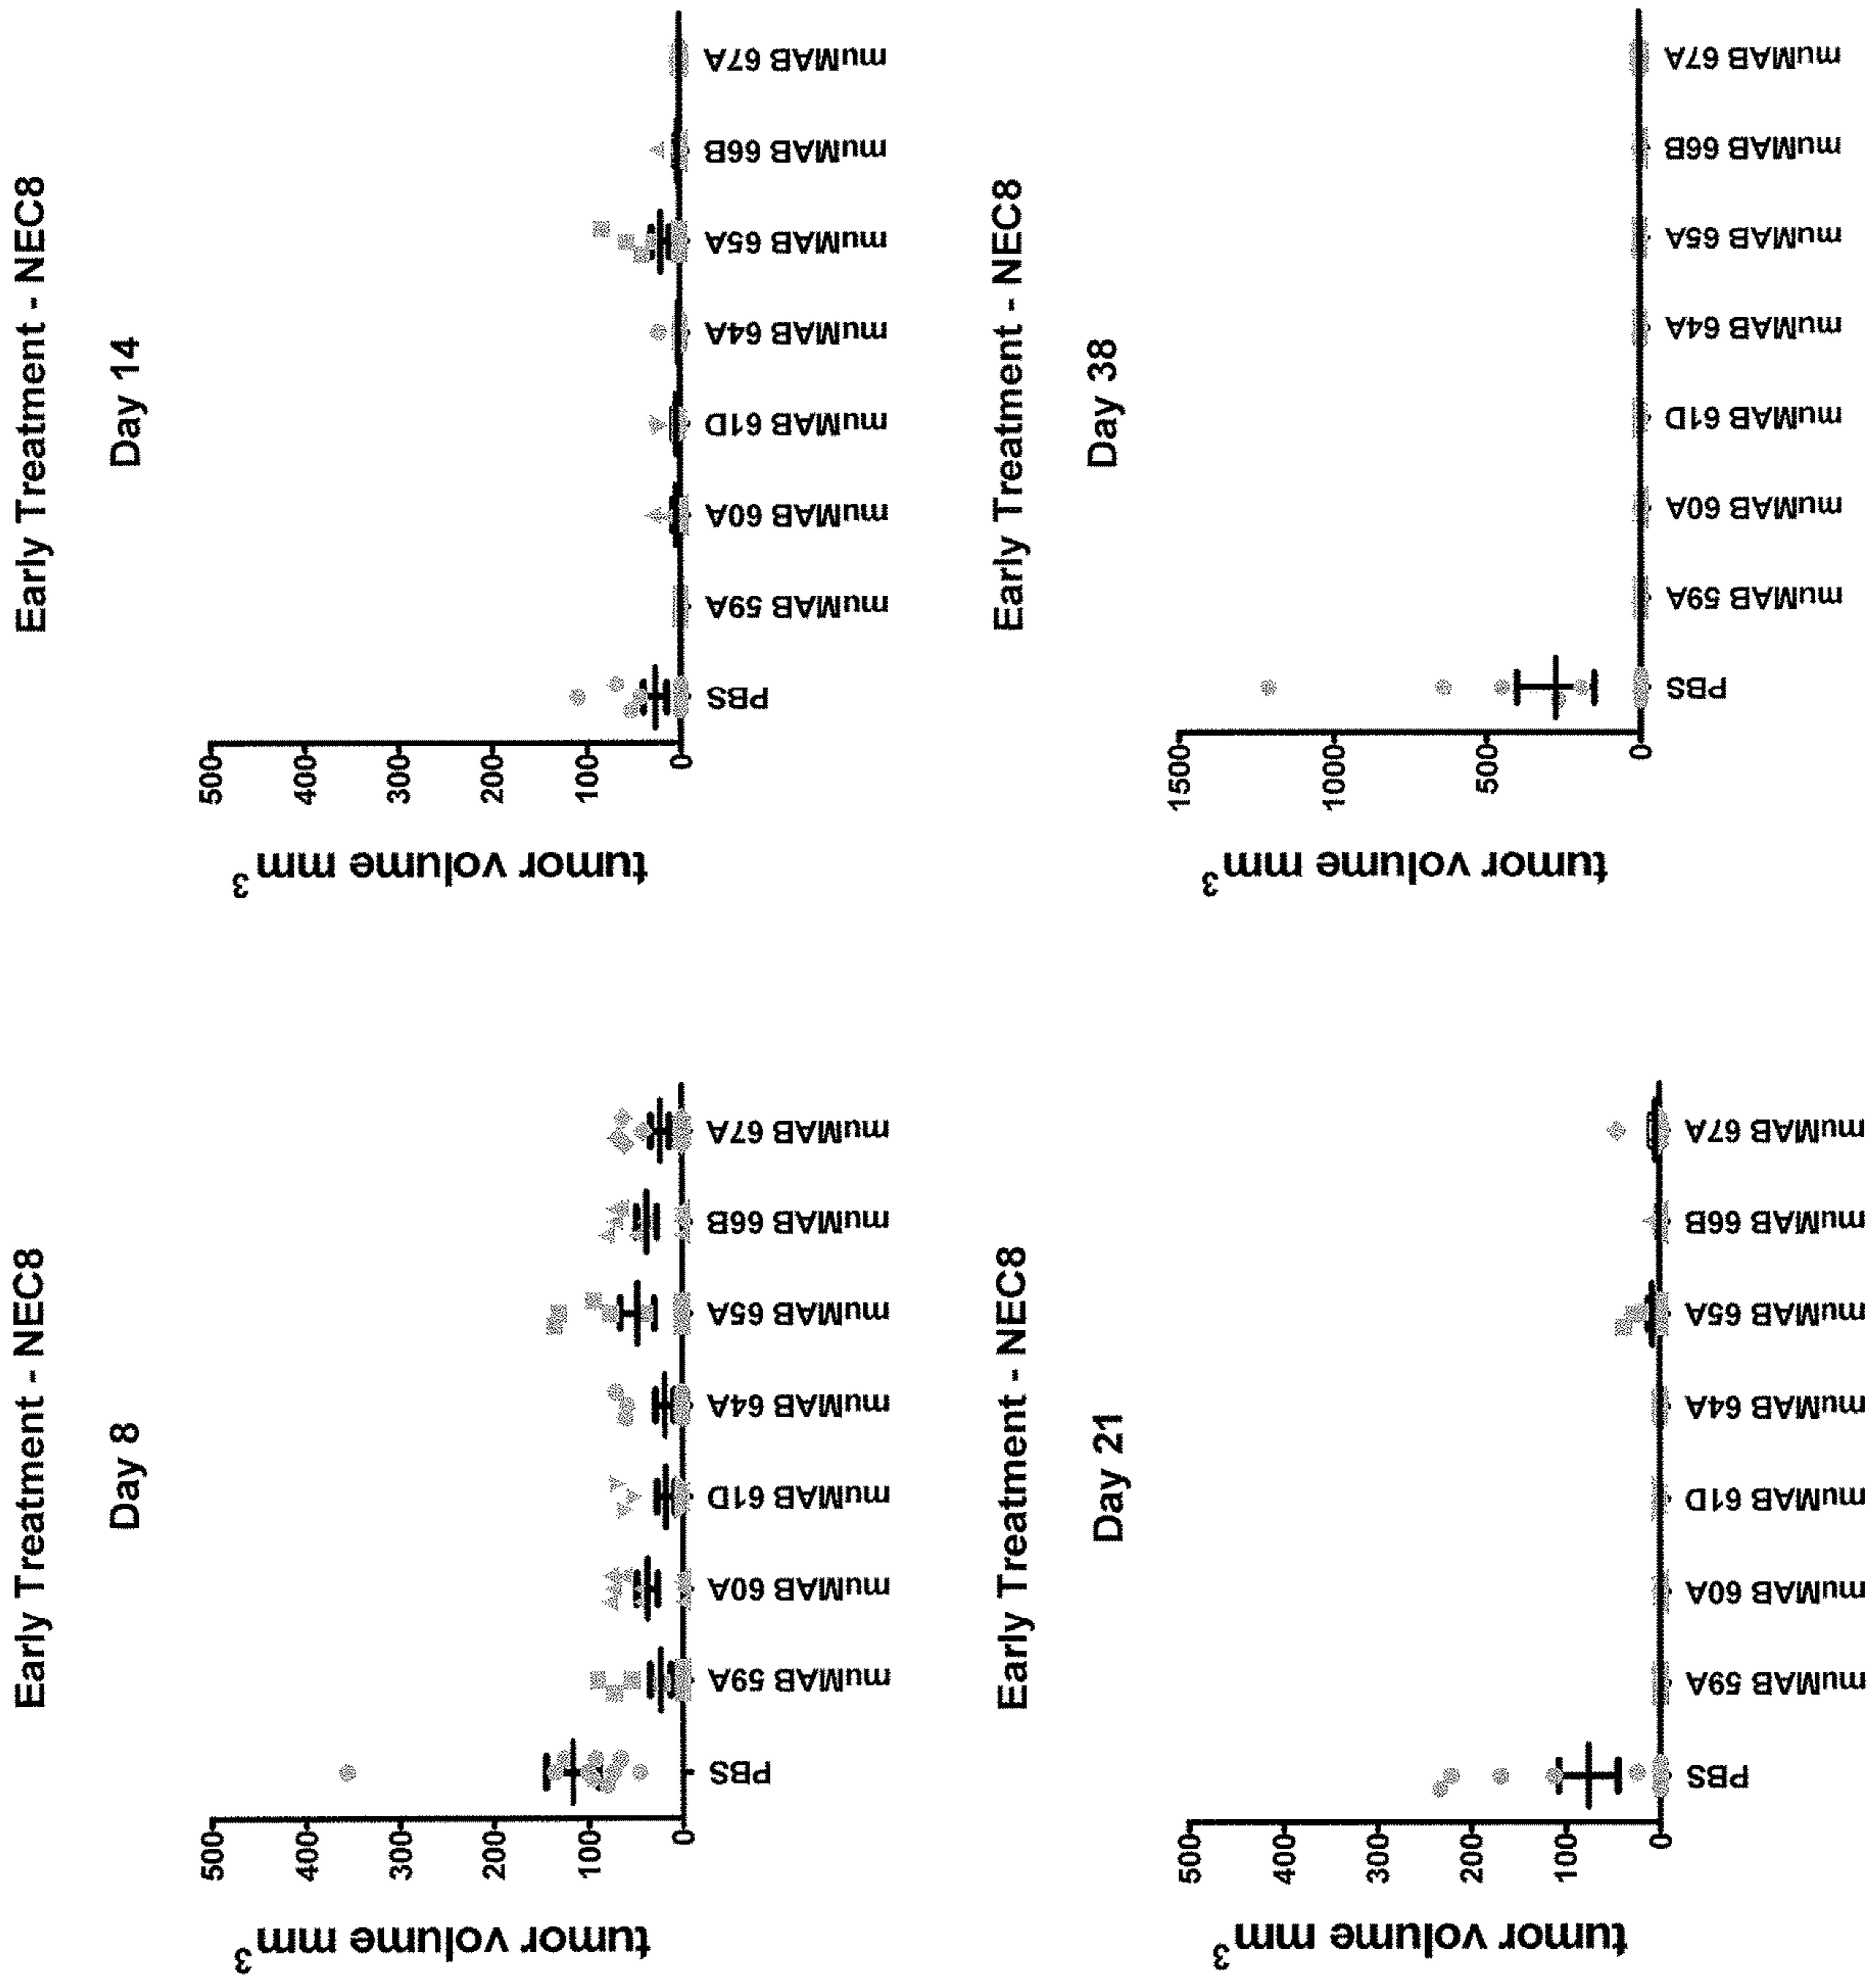 Early Treatment - NEC8
Day 8
tumor volume mm³
500
400
300
200
100
0
PBS
muMAB 59A
muMAB 60A
muMAB 61D
muMAB 64A
muMAB 65A
muMAB 66B
muMAB 67A
Early Treatment - NEC8
Day 14
tumor volume mm³
500
400
300
200
100
0
PBS
muMAB 59A
muMAB 60A
muMAB 61D
muMAB 64A
muMAB 65A
muMAB 66B
muMAB 67A
Early Treatment - NEC8
Day 21
tumor volume mm³
500
400
300
200
100
0
PBS
muMAB 59A
muMAB 60A
muMAB 61D
muMAB 64A
muMAB 65A
muMAB 66B
muMAB 67A
Early Treatment - NEC8
Day 38
tumor volume mm³
1500
1000
500
0
PBS
muMAB 59A
muMAB 60A
muMAB 61D
muMAB 64A
muMAB 65A
muMAB 66B
muMAB 67A